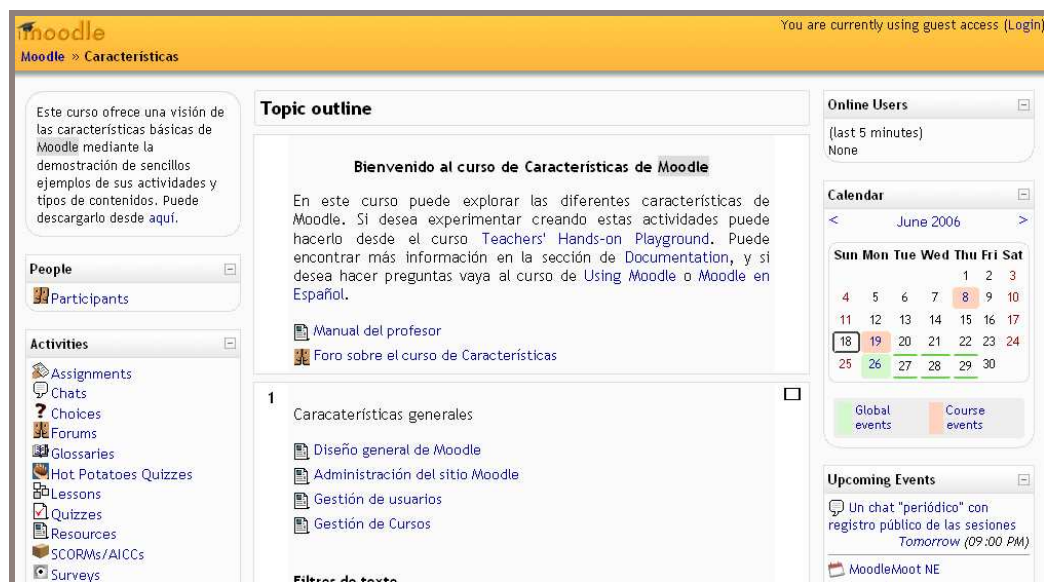 moodle
You are currently using guest access (Login)
Moodle » Características
Este curso ofrece una visión de
las características básicas de
Moodle mediante la
demostración de sencillos
ejemplos de sus actividades y
tipos de contenidos. Puede
descargarlo desde aquí.
People
Participants
Activities
Assignments
Chats
Choices
Forums
Glossaries
Hot Potatoes Quizzes
Lessons
Quizzes
Resources
SCORMs/AICCs
Surveys
Topic outline
Bienvenido al curso de Características de Moodle
En este curso puede explorar las diferentes características de
Moodle. Si desea experimentar creando estas actividades puede
hacerlo desde el curso Teachers' Hands-on Playground. Puede
encontrar más información en la sección de Documentation, y si
desea hacer preguntas vaya al curso de Using Moodle o Moodle en
Español.
Manual del profesor
Foro sobre el curso de Características
1
Caracaterísticas generales
Diseño general de Moodle
Administración del sitio Moodle
Gestión de usuarios
Gestión de Cursos
Filtros de texto
Online Users
(last 5 minutes)
None
Calendar
< June 2006 >
Sun Mon Tue Wed Thu Fri Sat
1 2 3
4 5 6 7 8 9 10
11 12 13 14 15 16 17
18 19 20 21 22 23 24
25 26 27 28 29 30
Global events
Course events
Upcoming Events
Un chat "periódico" con
registro público de las sesiones
Tomorrow (09:00 PM)
MoodleMoot NE